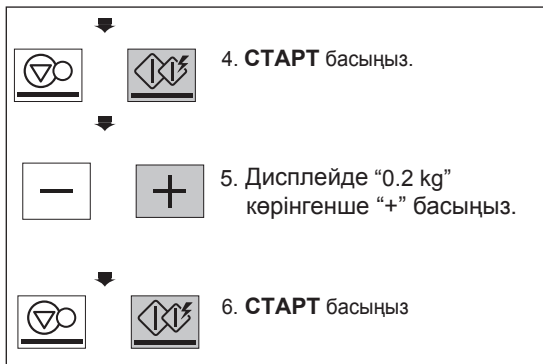 4. СТАРТ басыңыз.
5. Дисплейде “0.2 kg”
көрінгенше “+” басыңыз.
6. СТАРТ басыңыз